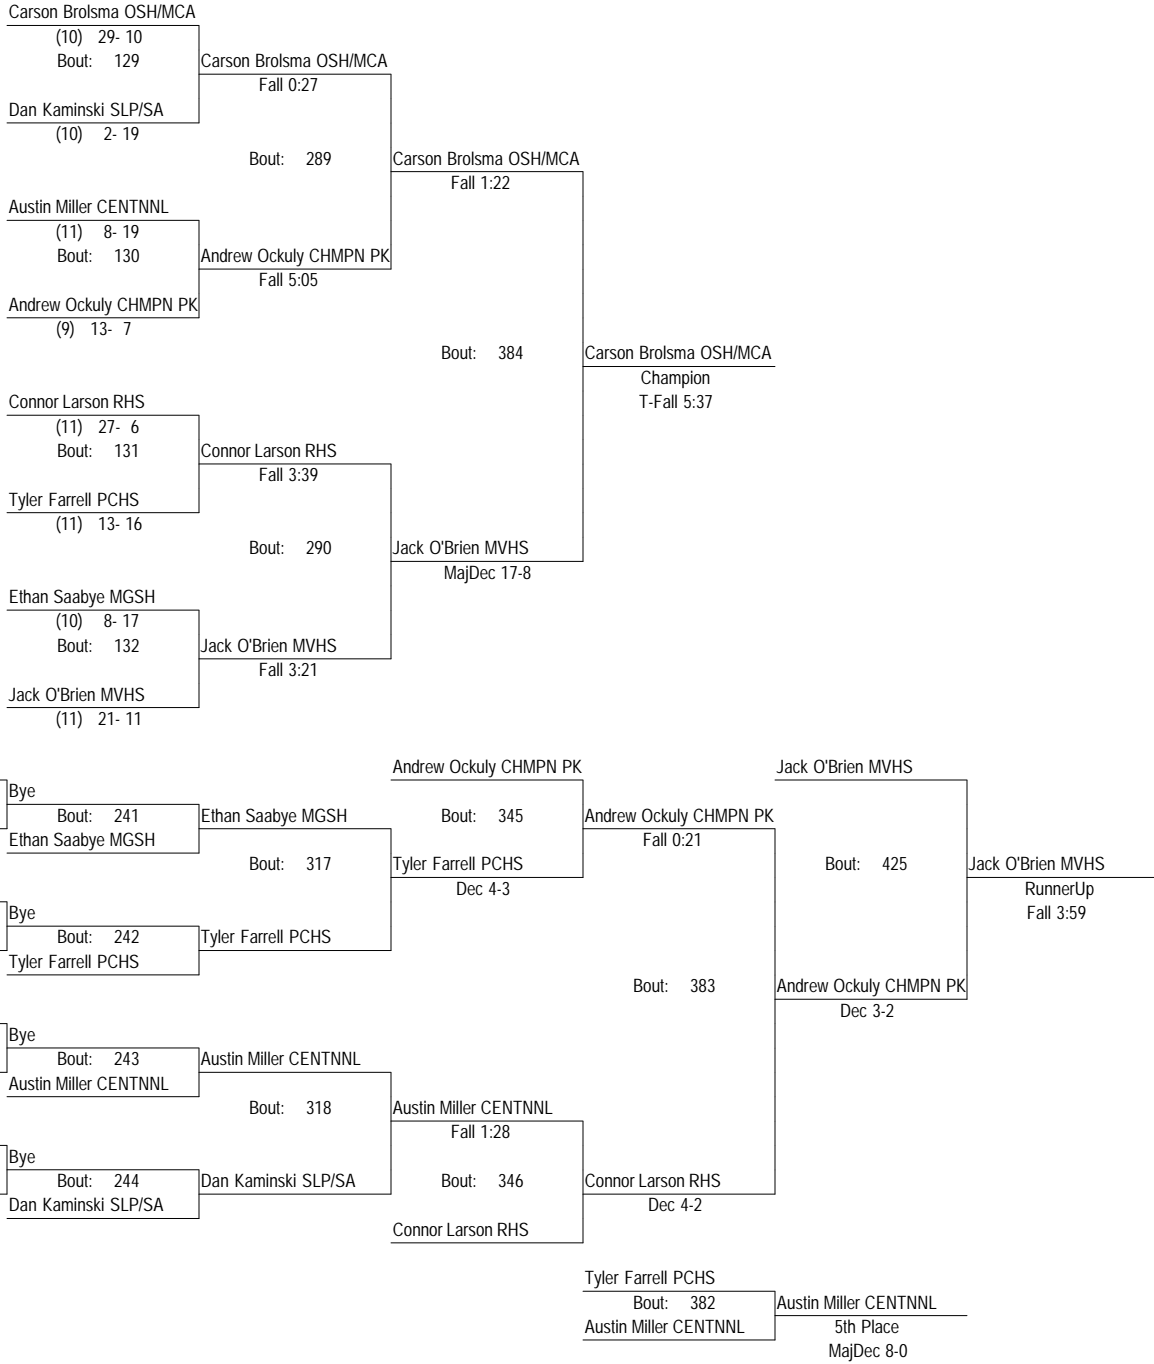 Carson Brolsma OSH/MCA
(10) 29- 10
Bout: 129
Carson Brolsma OSH/MCA
Fall 0:27
Dan Kaminski SLP/SA
(10) 2- 19
Bout: 289
Carson Brolsma OSH/MCA
Fall 1:22
Austin Miller CENTNNL
(11) 8- 19
Bout: 130
Andrew Ockuly CHMPN PK
Fall 5:05
Andrew Ockuly CHMPN PK
(9) 13- 7
Bout: 384
Carson Brolsma OSH/MCA
Champion
T-Fall 5:37
Connor Larson RHS
(11) 27- 6
Bout: 131
Connor Larson RHS
Fall 3:39
Tyler Farrell PCHS
(11) 13- 16
Bout: 290
Jack O'Brien MVHS
MajDec 17-8
Ethan Saabye MGSH
(10) 8- 17
Bout: 132
Jack O'Brien MVHS
Fall 3:21
Jack O'Brien MVHS
(11) 21- 11
Andrew Ockuly CHMPN PK
Jack O'Brien MVHS
Bye
Bout: 241
Ethan Saabye MGSH
Bout: 345
Andrew Ockuly CHMPN PK
Ethan Saabye MGSH
Fall 0:21
Bout: 317
Tyler Farrell PCHS
Bout: 425
Jack O'Brien MVHS
Dec 4-3
RunnerUp
Bye
Fall 3:59
Bout: 242
Tyler Farrell PCHS
Tyler Farrell PCHS
Bout: 383
Andrew Ockuly CHMPN PK
Dec 3-2
Bye
Bout: 243
Austin Miller CENTNNL
Austin Miller CENTNNL
Bout: 318
Austin Miller CENTNNL
Fall 1:28
Bye
Bout: 244
Dan Kaminski SLP/SA
Bout: 346
Connor Larson RHS
Dan Kaminski SLP/SA
Dec 4-2
Connor Larson RHS
Tyler Farrell PCHS
Bout: 382
Austin Miller CENTNNL
Austin Miller CENTNNL
5th Place
MajDec 8-0